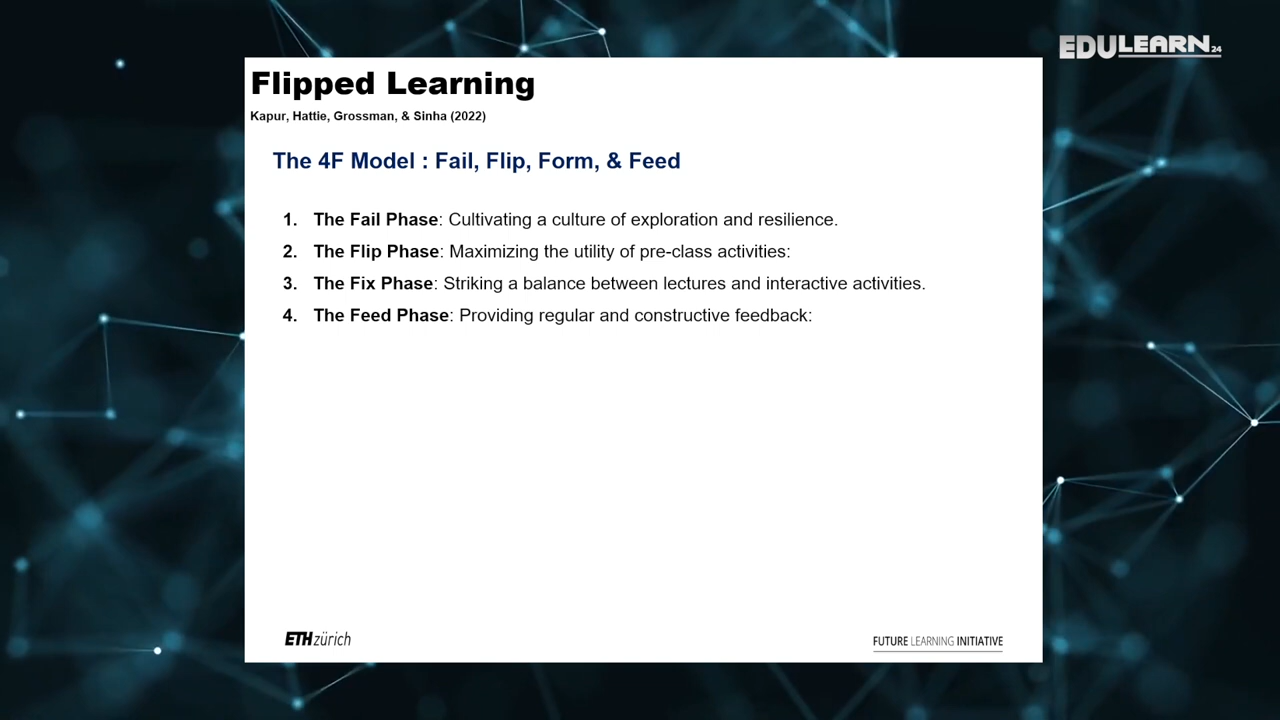 EDULEARN24
Flipped Learning
Kapur, Hattie, Grossman, & Sinha (2022)
The 4F Model : Fail, Flip, Form, & Feed
1. The Fail Phase: Cultivating a culture of exploration and resilience.
2. The Flip Phase: Maximizing the utility of pre-class activities:
3. The Fix Phase: Striking a balance between lectures and interactive activities.
4. The Feed Phase: Providing regular and constructive feedback:
ETH zürich
FUTURE LEARNING INITIATIVE